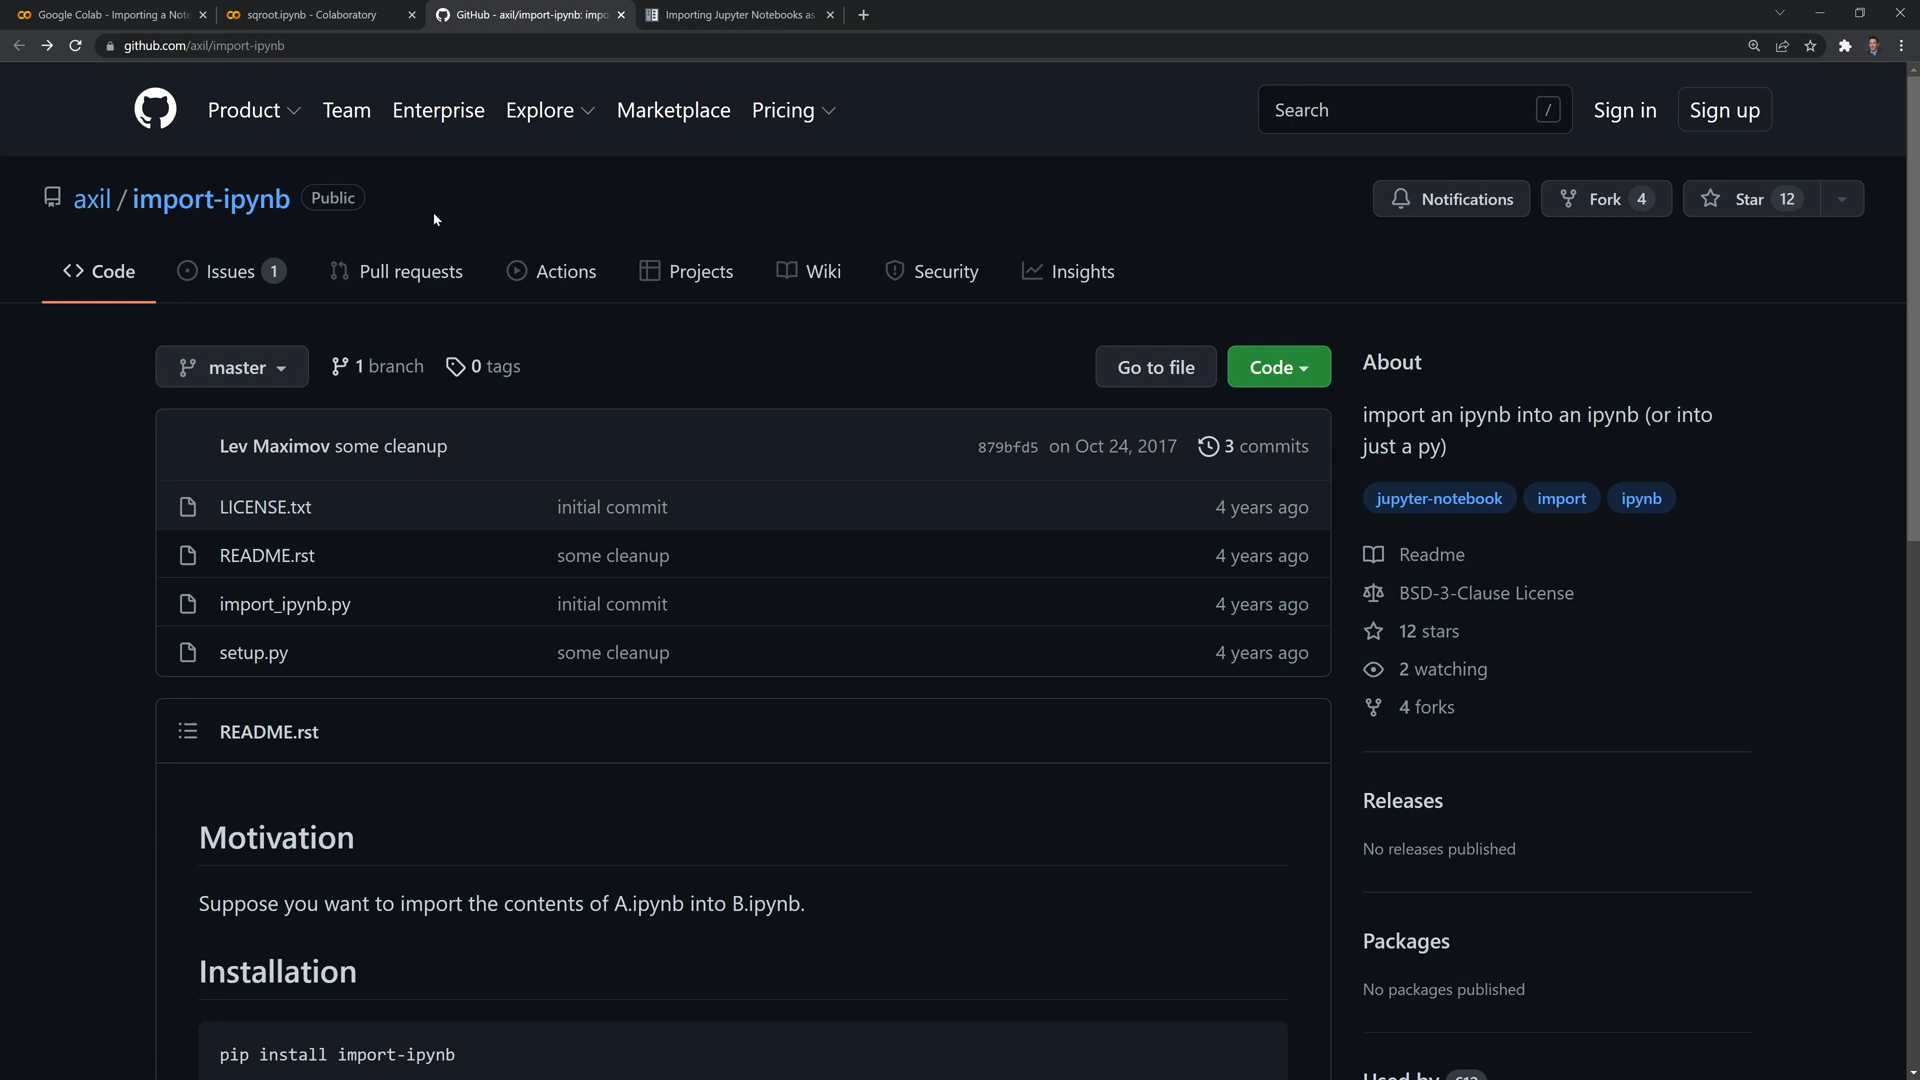 Google Colab - Importing a Note
sqroot.ipynb - Colaboratory
GitHub - axil/import-ipynb: impo
Importing Jupyter Notebooks as
github.com/axil/import-ipynb
Product
Team
Enterprise
Explore
Marketplace
Pricing
Search
/
Sign in
Sign up
axil / import-ipynb
Public
Notifications
Fork 4
Star 12
Code
Issues 1
Pull requests
Actions
Projects
Wiki
Security
Insights
master
1 branch
0 tags
Go to file
Code
Lev Maximov some cleanup
879bfd5 on Oct 24, 2017
3 commits
LICENSE.txt initial commit 4 years ago
README.rst some cleanup 4 years ago
import_ipynb.py initial commit 4 years ago
setup.py some cleanup 4 years ago
README.rst
Motivation
Suppose you want to import the contents of A.ipynb into B.ipynb.
Installation
pip install import-ipynb
About
import an ipynb into an ipynb (or into
just a py)
jupyter-notebook import ipynb
Readme
BSD-3-Clause License
12 stars
2 watching
4 forks
Releases
No releases published
Packages
No packages published
Used by